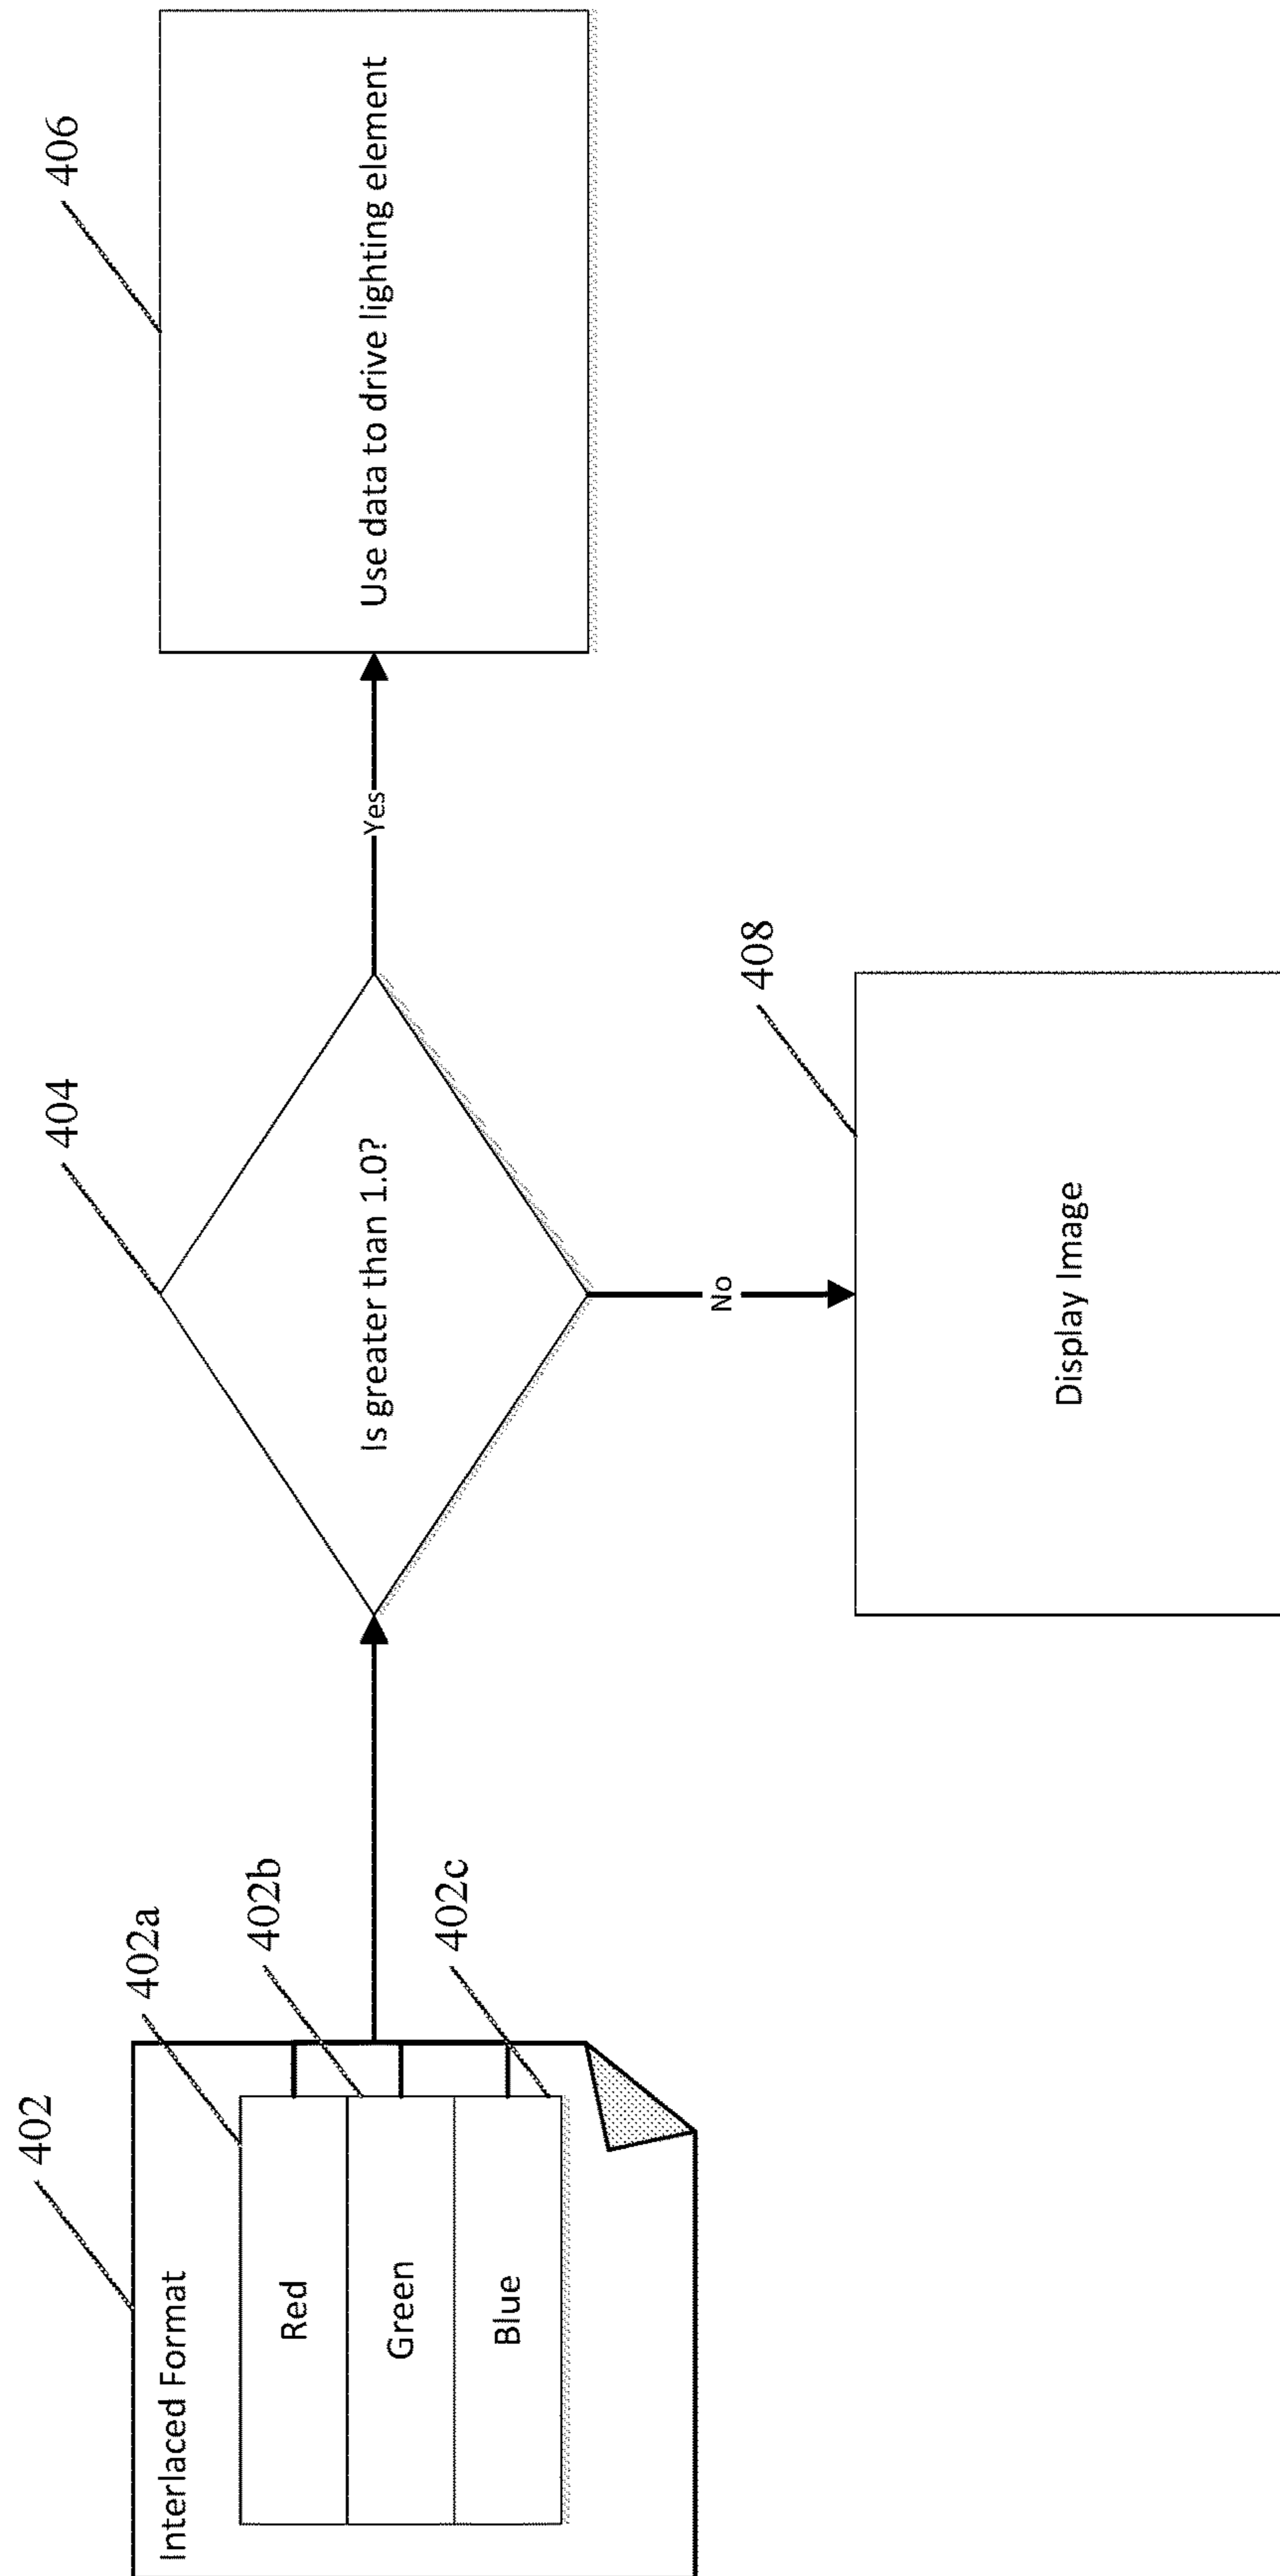 402
Interlaced Format
402a
Red
402b
Green
402c
Blue
404
Is greater than 1.0?
Yes
406
Use data to drive lighting element
No
408
Display Image